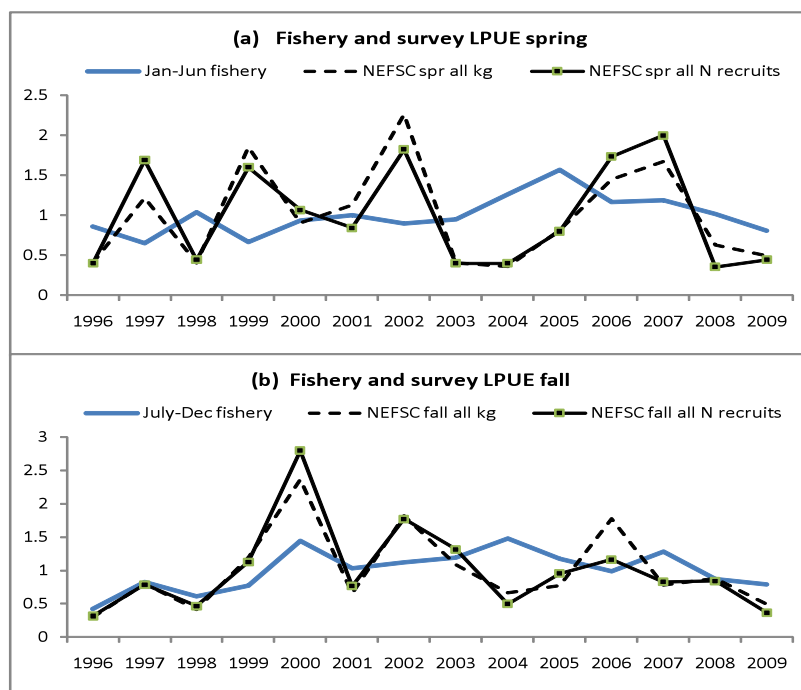 (a) Fishery and survey LPUE spring
Jan-Jun fishery NEFSC spr all kg NEFSC spr all N recruits
2.5
2
1.5
1
0.5
0
1996 1997 1998 1999 2000 2001 2002 2003 2004 2005 2006 2007 2008 2009
(b) Fishery and survey LPUE fall
July-Dec fishery NEFSC fall all kg NEFSC fall all N recruits
3
2.5
2
1.5
1
0.5
0
1996 1997 1998 1999 2000 2001 2002 2003 2004 2005 2006 2007 2008 2009